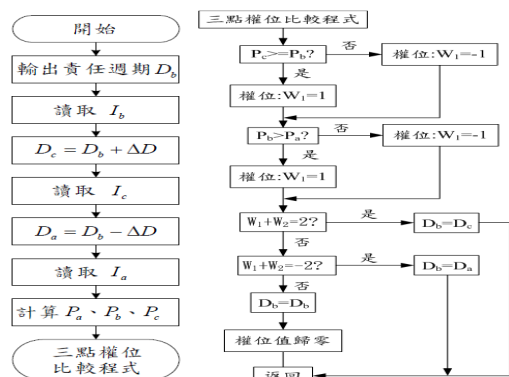 開始
輸出責任週期 D_b
讀取 I_b
D_c = D_b + ΔD
讀取 I_c
D_a = D_b − ΔD
讀取 I_a
計算 P_a、P_b、P_c
三點權位
比較程式
三點權位比較程式
P_c>=P_b?
否
權位:W_1=-1
是
權位:W_1=1
P_b>P_a?
否
權位:W_1=-1
是
權位:W_1=1
W_1+W_2=2?
是
D_b=D_c
否
W_1+W_2=-2?
是
D_b=D_a
否
D_b=D_b
權位值歸零
返回